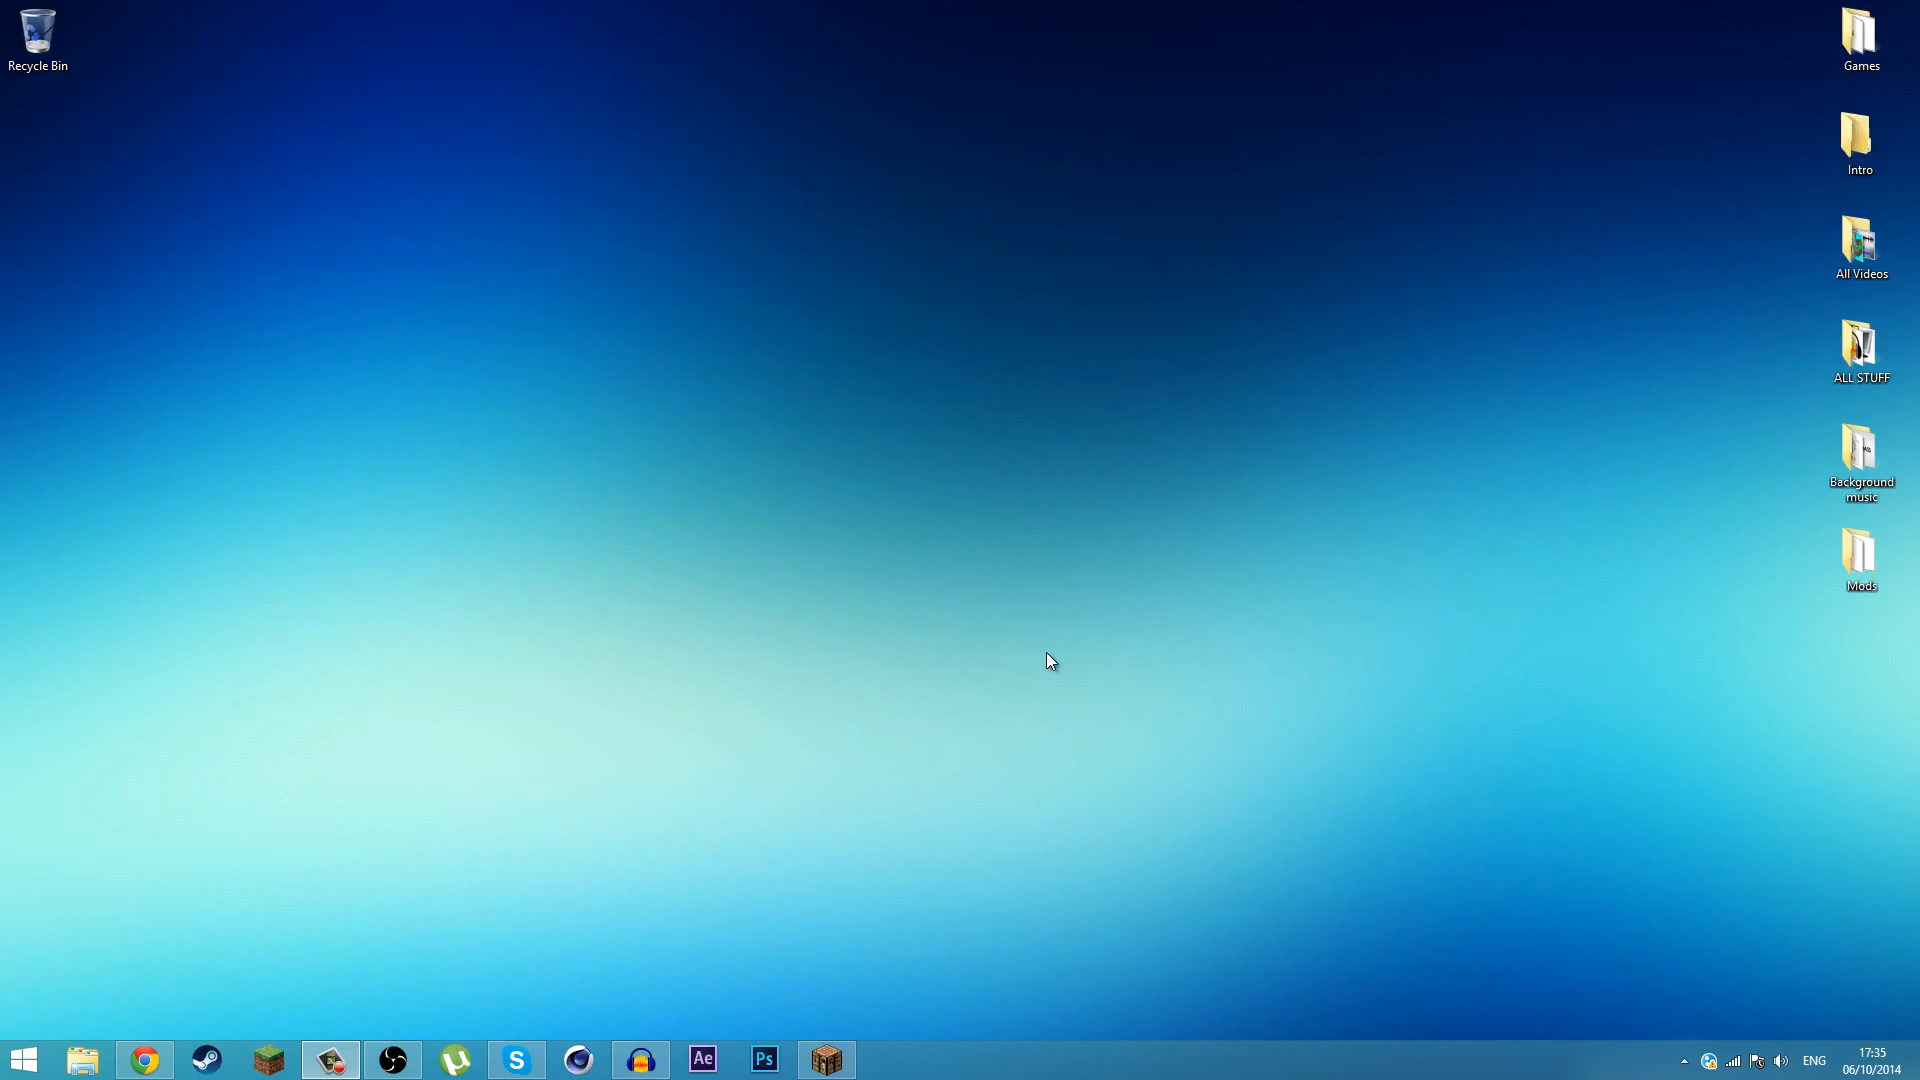 Recycle Bin
Games
Intro
All Videos
ALL STUFF
Background
music
Mods
S
Ae
Ps
ENG
17:35
06/10/2014